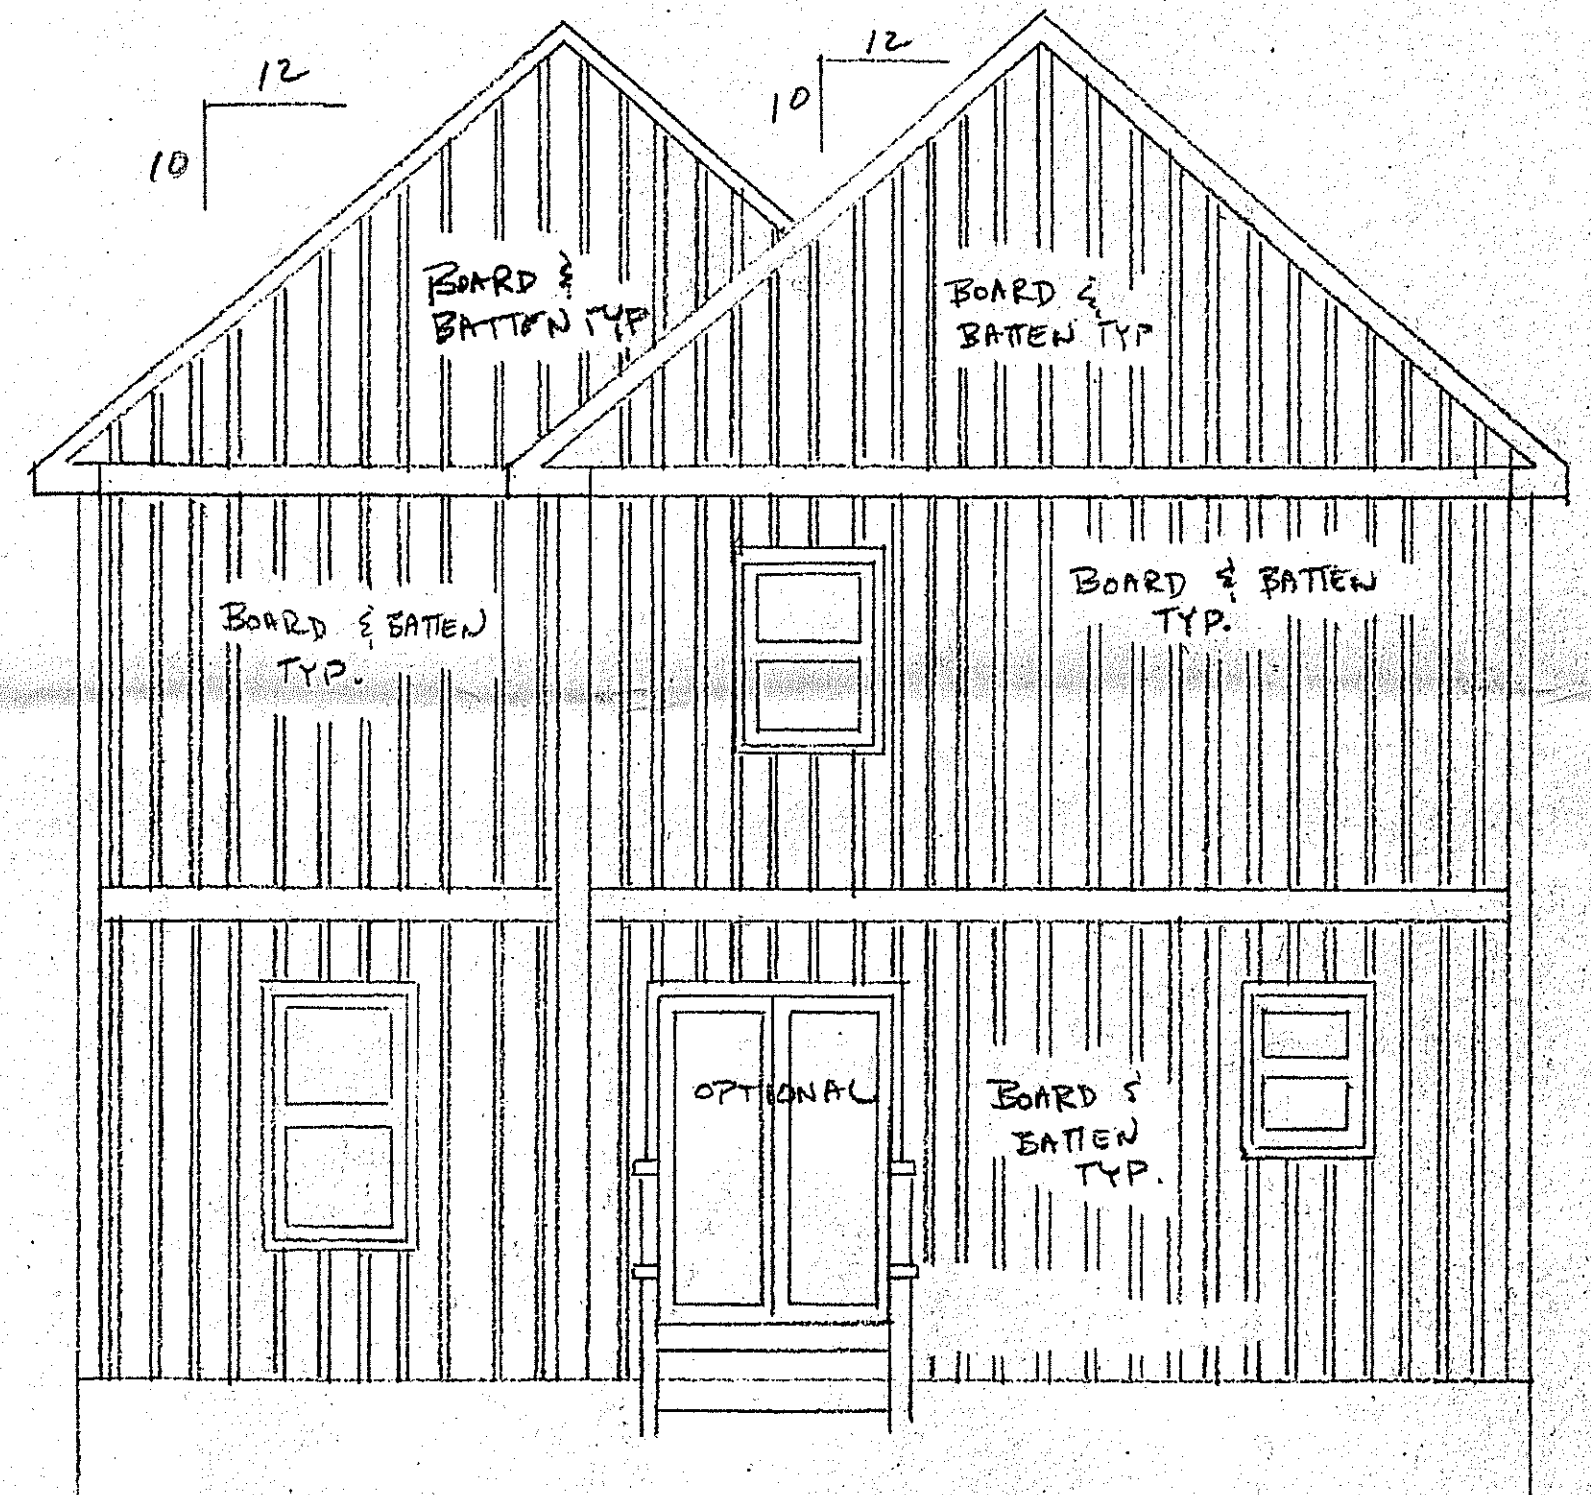 12
10
12
10
BOARD &
BATTEN TYP
BOARD &
BATTEN TYP
BOARD & BATTEN
TYP.
BOARD & BATTEN
TYP.
OPTIONAL
BOARD &
BATTEN
TYP.